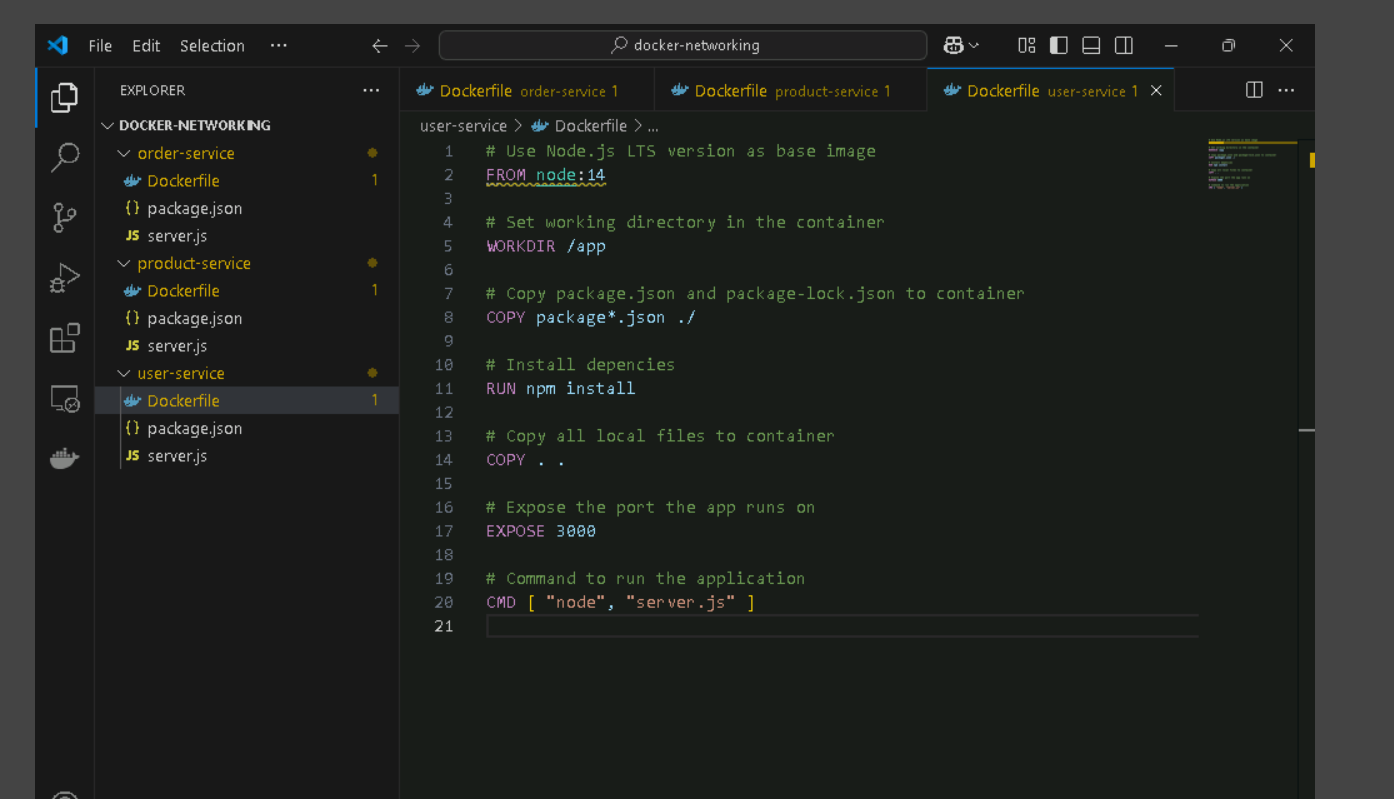 File Edit Selection ··· ← → docker-networking
EXPLORER ···
DOCKER-NETWORKING
order-service
Dockerfile 1
{} package.json
JS server.js
product-service
Dockerfile 1
{} package.json
JS server.js
user-service
Dockerfile 1
{} package.json
JS server.js
Dockerfile order-service 1 Dockerfile product-service 1 Dockerfile user-service 1 ×
user-service > Dockerfile > ...
1 # Use Node.js LTS version as base image
2 FROM node:14
3
4 # Set working directory in the container
5 WORKDIR /app
6
7 # Copy package.json and package-lock.json to container
8 COPY package*.json ./
9
10 # Install depencies
11 RUN npm install
12
13 # Copy all local files to container
14 COPY . .
15
16 # Expose the port the app runs on
17 EXPOSE 3000
18
19 # Command to run the application
20 CMD [ "node", "server.js" ]
21